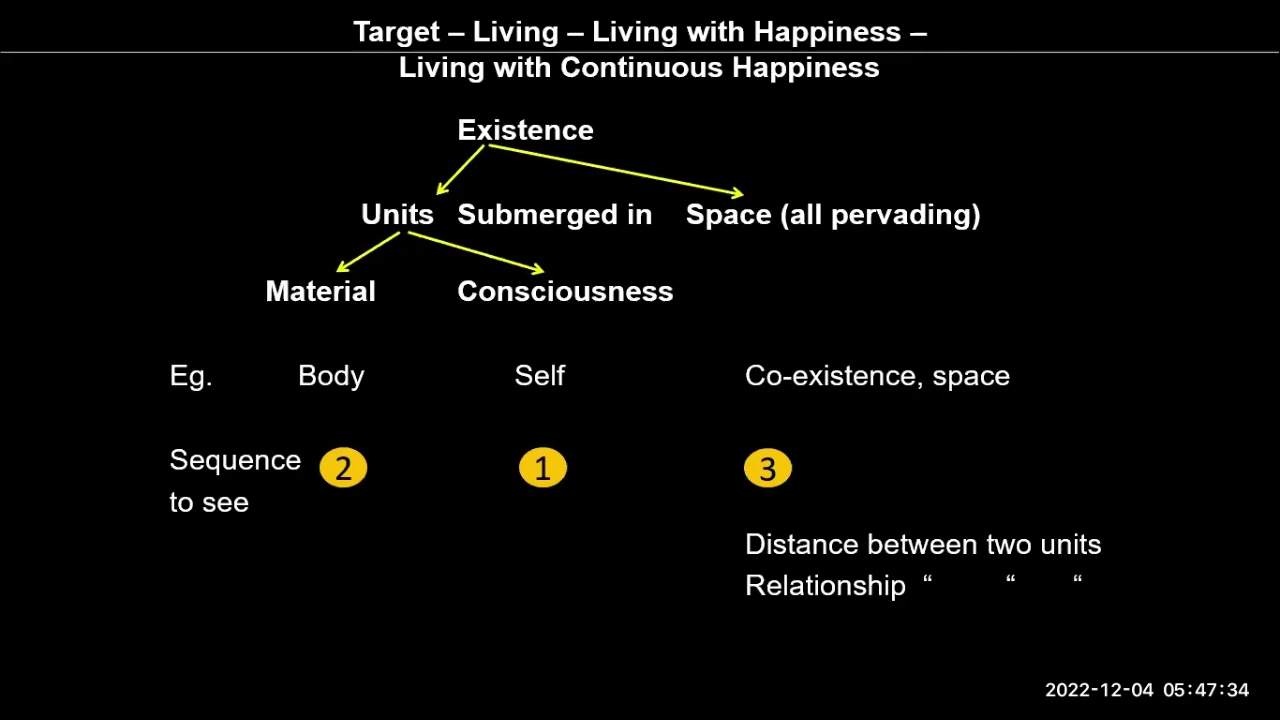 Target – Living – Living with Happiness –
Living with Continuous Happiness
Existence
Units Submerged in Space (all pervading)
Material Consciousness
Eg. Body Self Co-existence, space
Sequence 2 1 3
to see
Distance between two units
Relationship “ “ “
2022-12-04 05:47:34